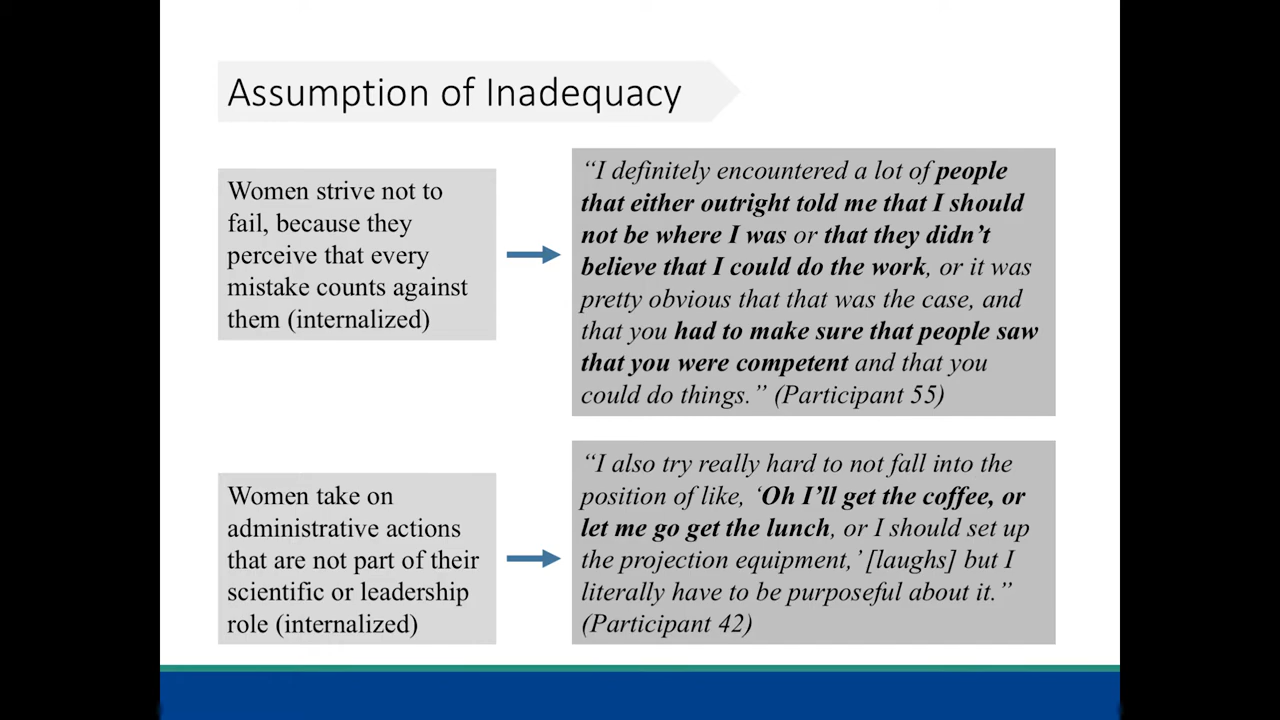 Assumption of Inadequacy
Women strive not to
fail, because they
perceive that every
mistake counts against
them (internalized)
“I definitely encountered a lot of people
that either outright told me that I should
not be where I was or that they didn’t
believe that I could do the work, or it was
pretty obvious that that was the case, and
that you had to make sure that people saw
that you were competent and that you
could do things.” (Participant 55)
Women take on
administrative actions
that are not part of their
scientific or leadership
role (internalized)
“I also try really hard to not fall into the
position of like, ‘Oh I’ll get the coffee, or
let me go get the lunch, or I should set up
the projection equipment,’ [laughs] but I
literally have to be purposeful about it.”
(Participant 42)